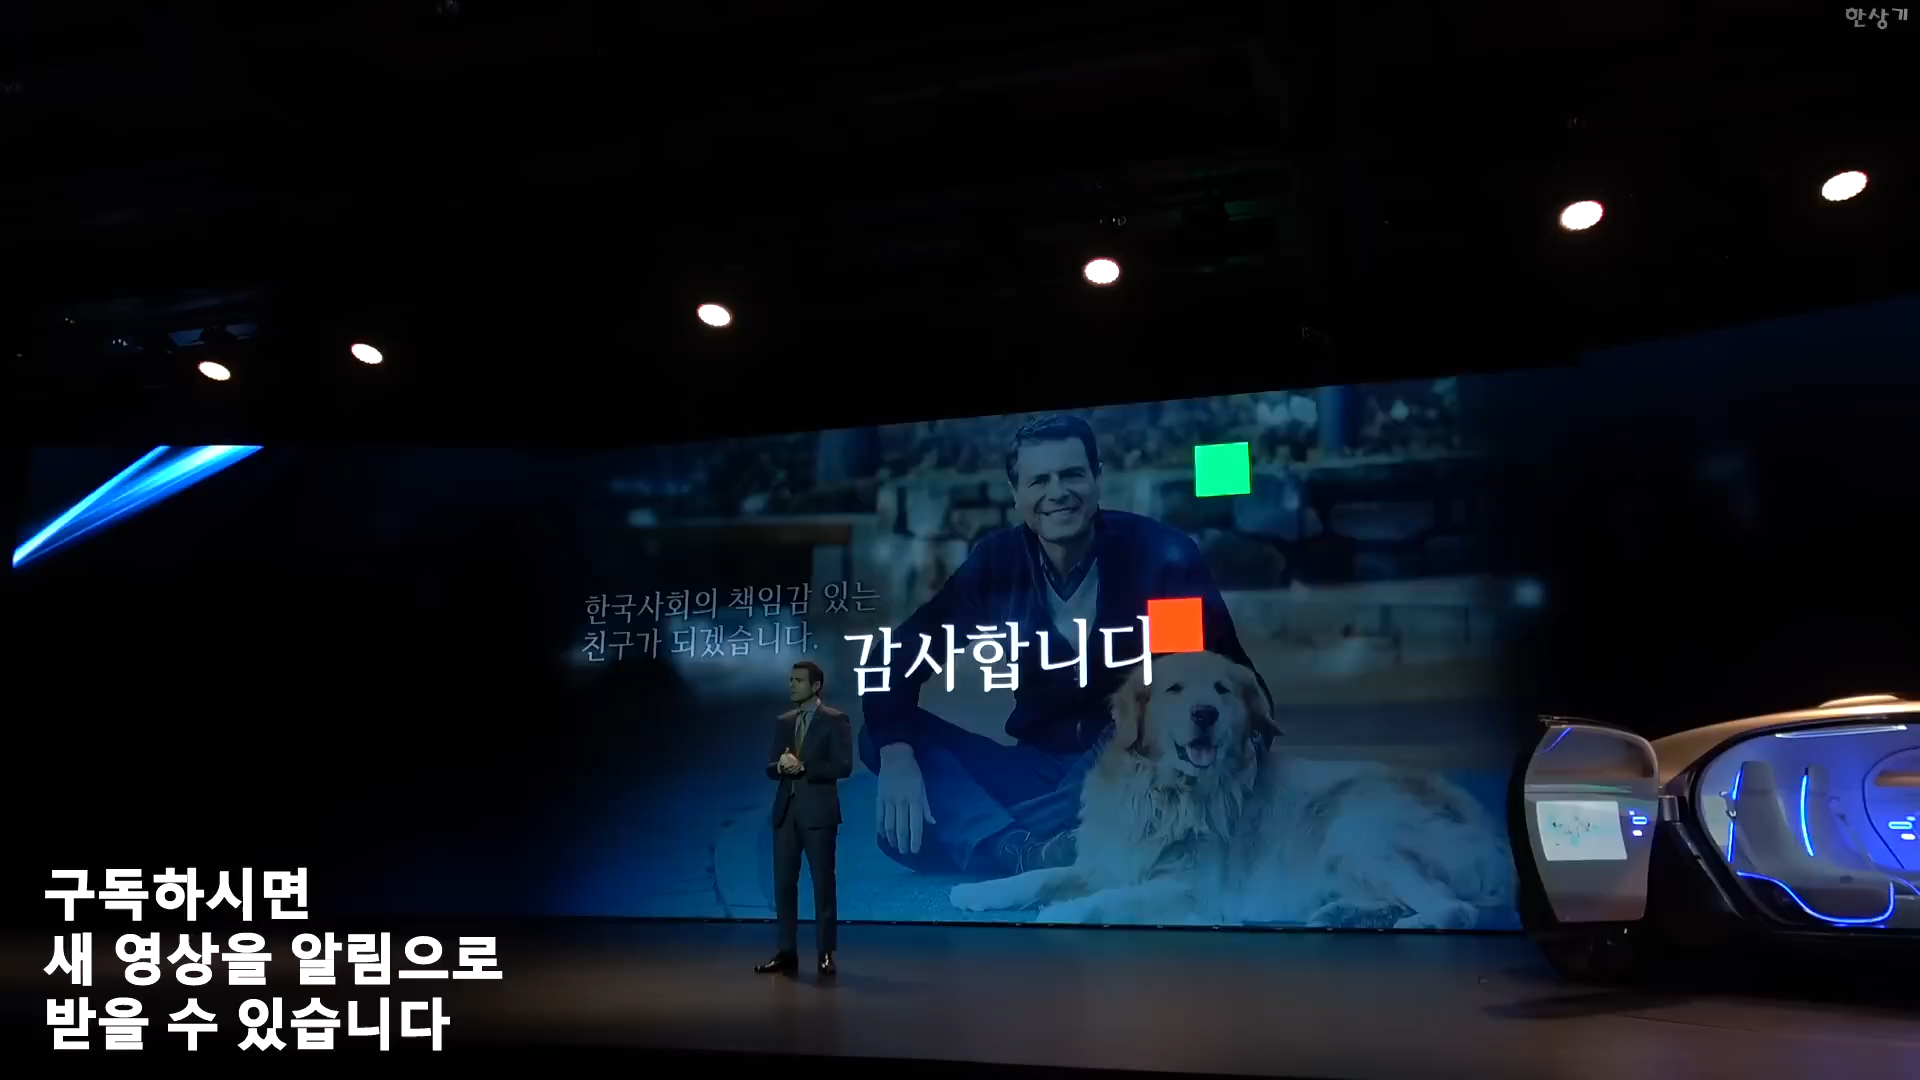 한상기
한국사회의 책임감 있는
친구가 되겠습니다.
감사합니다
구독하시면
새 영상을 알림으로
받을 수 있습니다